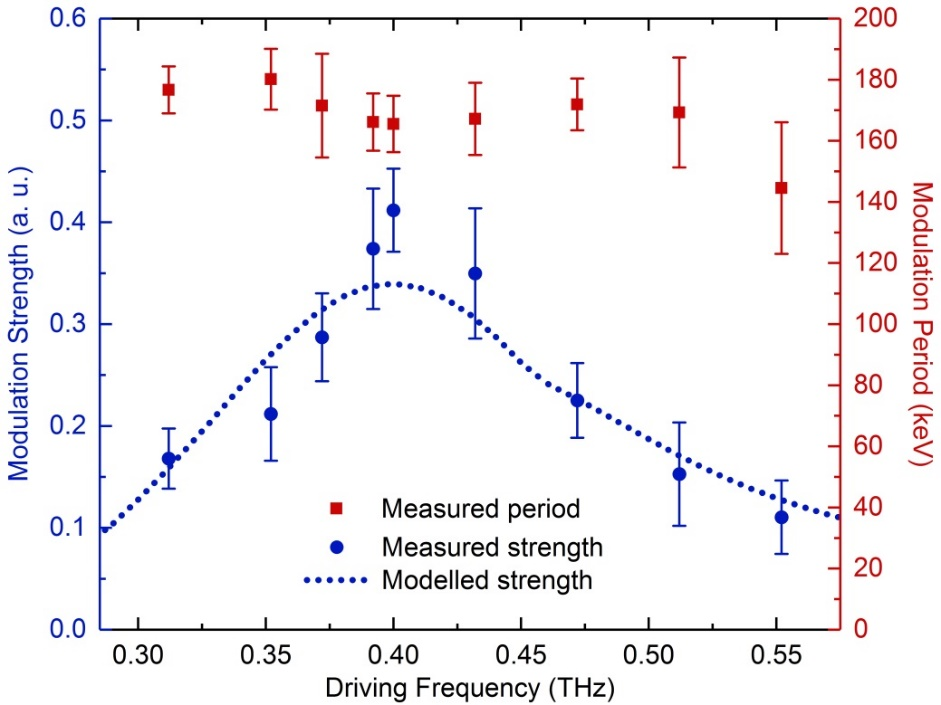 0.6
0.5
0.4
0.3
0.2
0.1
0.0
Modulation Strength (a. u.)
200
180
160
140
120
100
80
60
40
20
0
Modulation Period (keV)
Measured period
Measured strength
Modelled strength
0.30 0.35 0.40 0.45 0.50 0.55
Driving Frequency (THz)